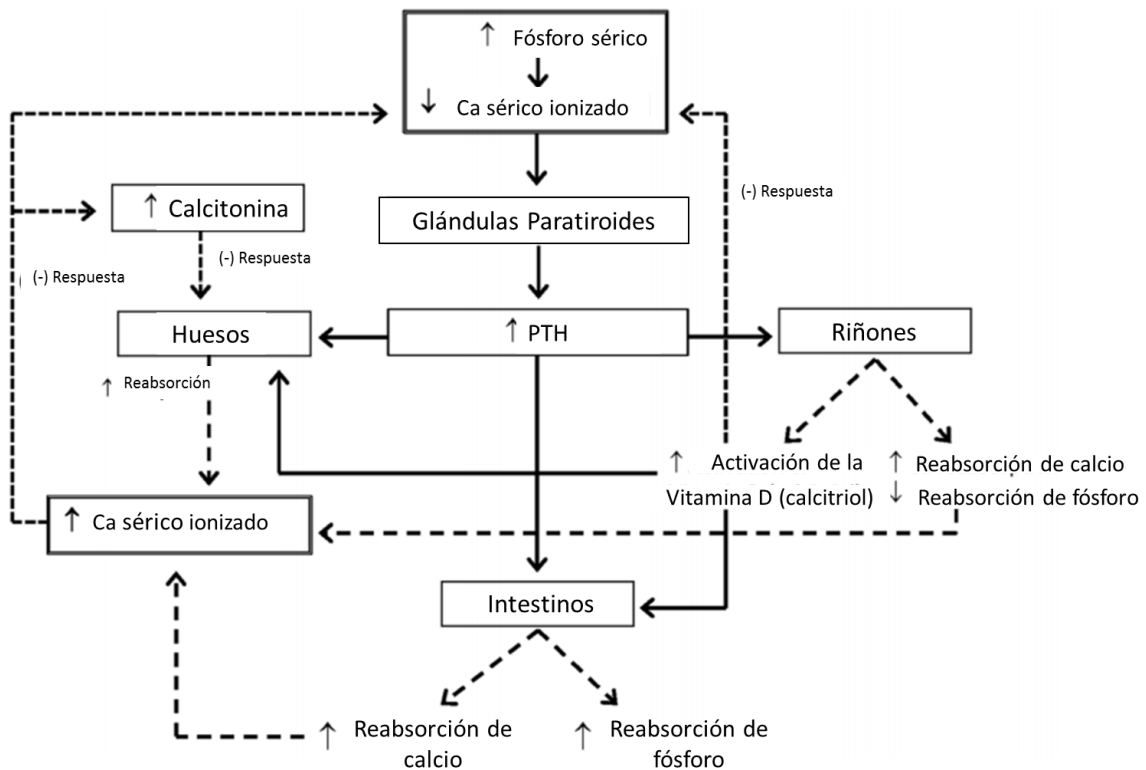 ↑ Fósforo sérico
↓ Ca sérico ionizado
(-) Respuesta
↑ Calcitonina
Glándulas Paratiroides
(-) Respuesta
(-) Respuesta
Huesos
↑ PTH
Riñones
↑ Reabsorción
↑ Activación de la
Vitamina D (calcitriol)
↑ Reabsorción de calcio
↓ Reabsorción de fósforo
↑ Ca sérico ionizado
Intestinos
↑ Reabsorción de
calcio
↑ Reabsorción de
fósforo